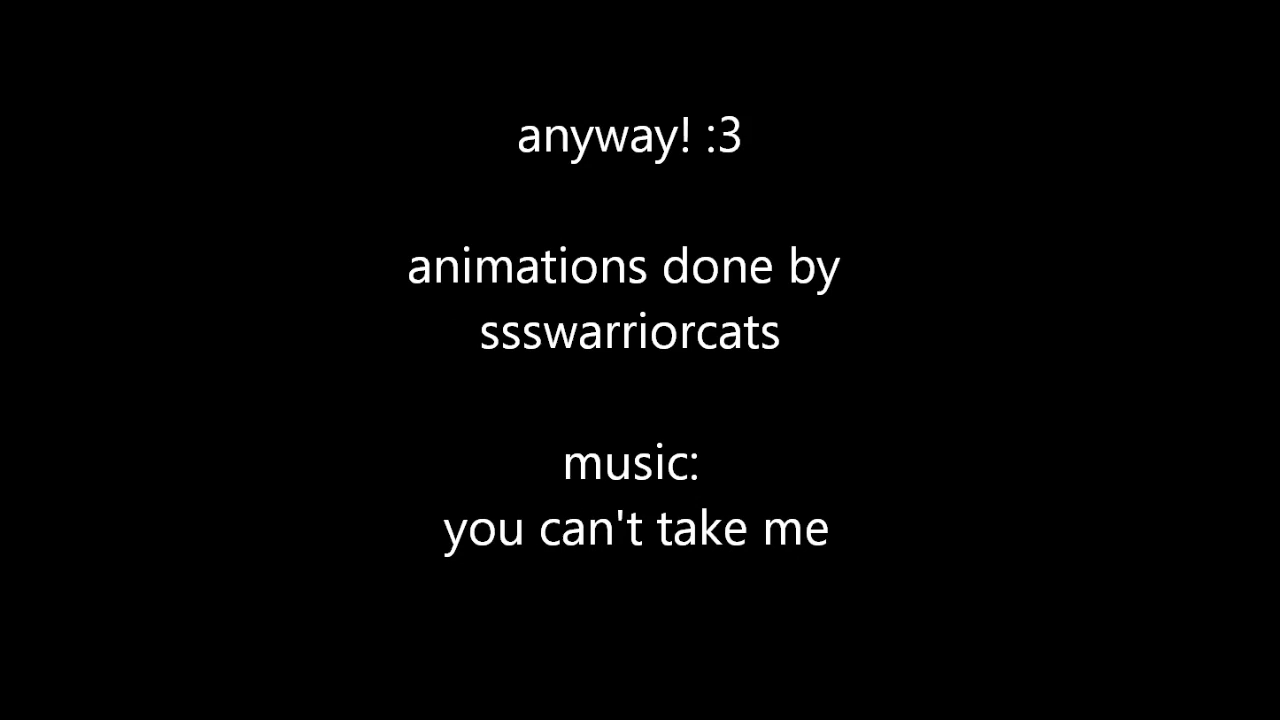 anyway! :3
animations done by
ssswarriorcats
music:
you can't take me